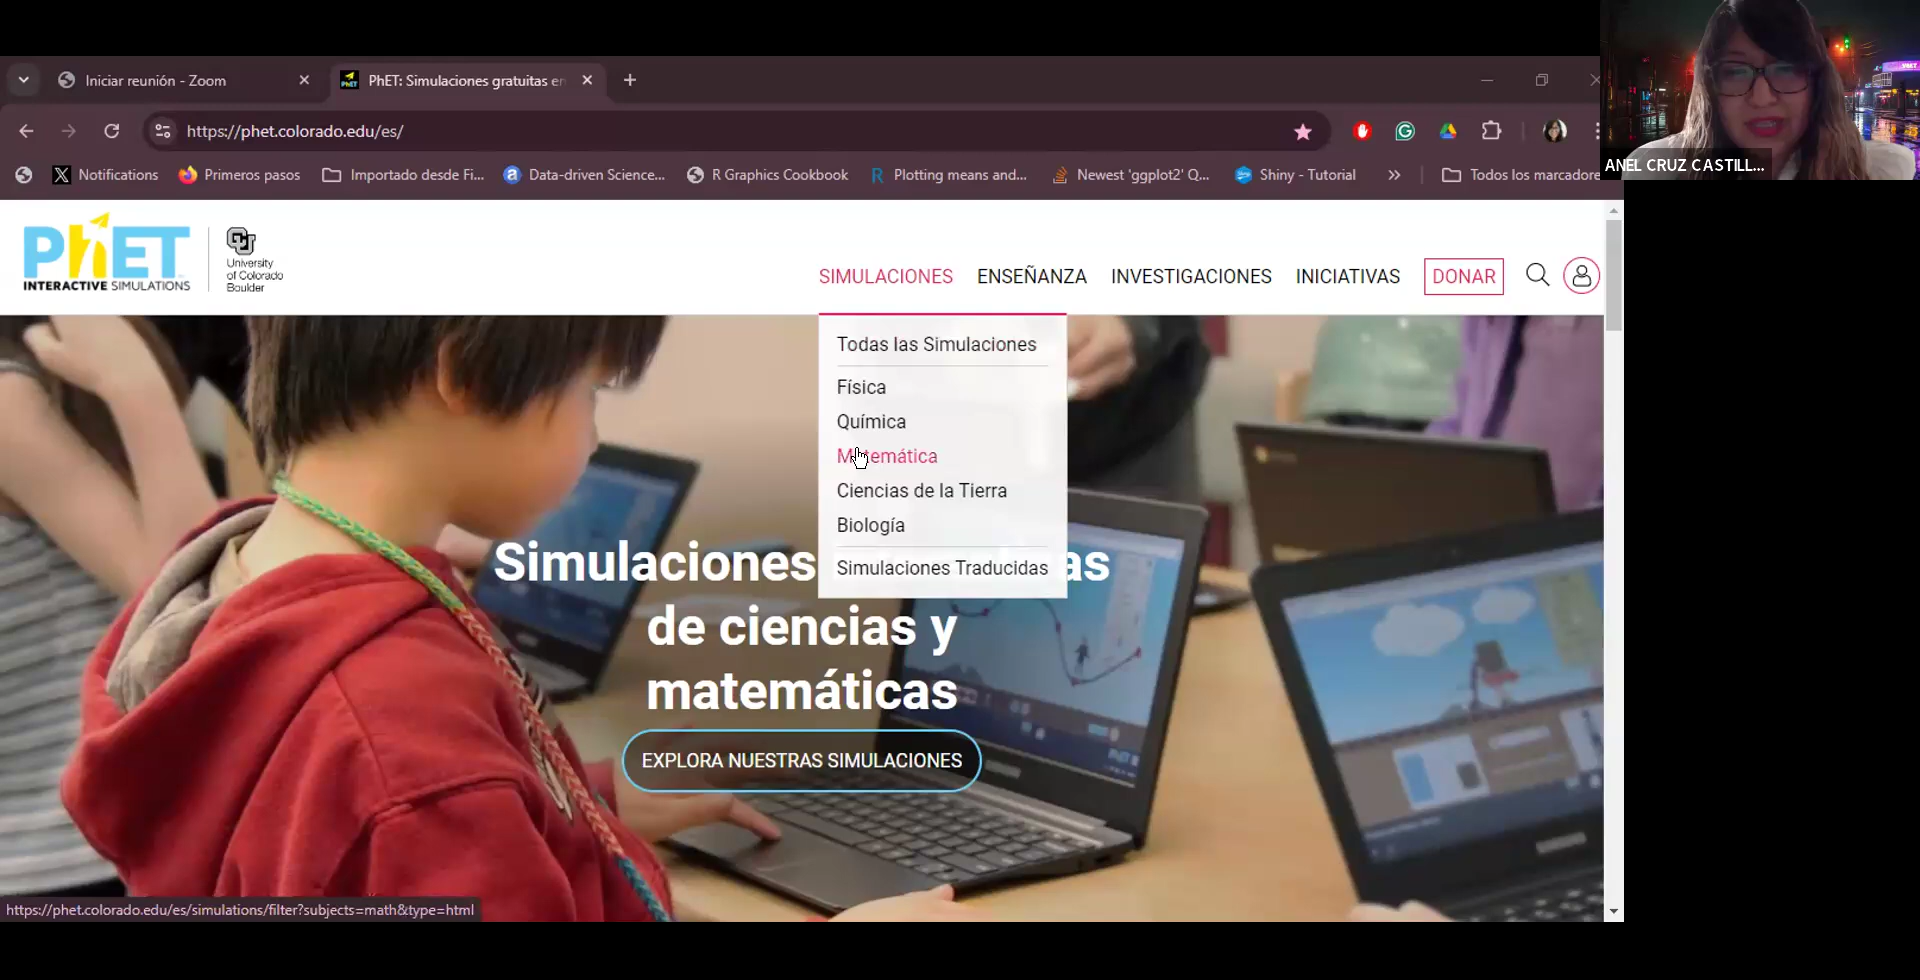 Iniciar reunión - Zoom
PhET: Simulaciones gratuitas en
https://phet.colorado.edu/es/
Notifications
Primeros pasos
Importado desde Fi...
Data-driven Science...
R Graphics Cookbook
Plotting means and...
Newest 'ggplot2' Q...
Shiny - Tutorial
Todos los marcadore
ANEL CRUZ CASTILL...
PhET
INTERACTIVE SIMULATIONS
University
of Colorado
Boulder
SIMULACIONES
ENSEÑANZA
INVESTIGACIONES
INICIATIVAS
DONAR
Todas las Simulaciones
Física
Química
Matemática
Ciencias de la Tierra
Biología
Simulaciones Traducidas
Simulaciones
de ciencias y
matemáticas
EXPLORA NUESTRAS SIMULACIONES
https://phet.colorado.edu/es/simulations/filter?subjects=math&type=html